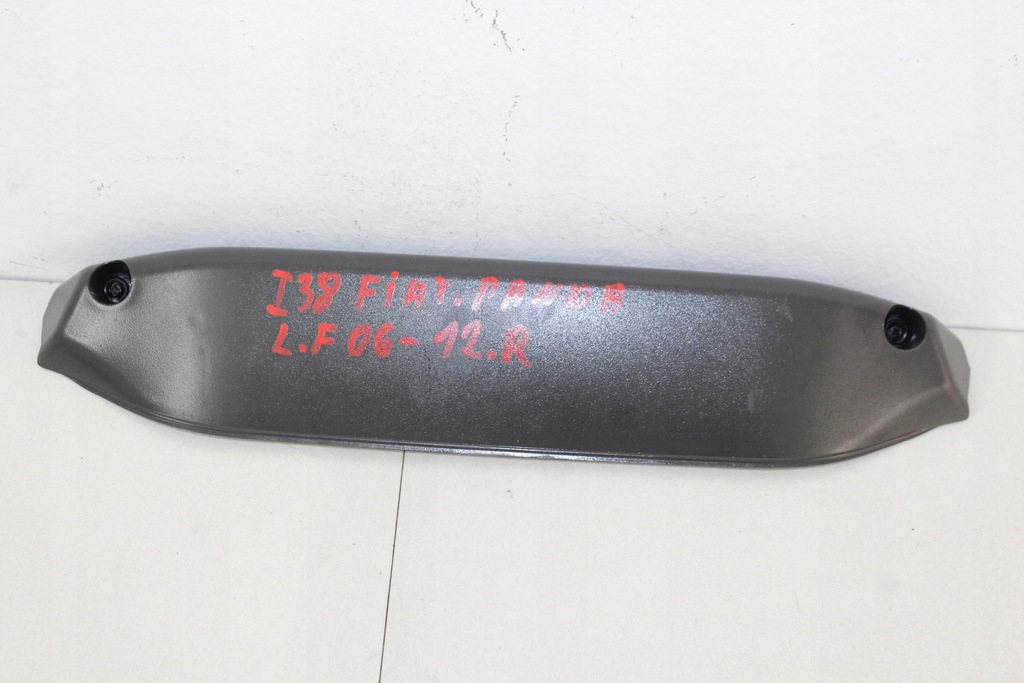 I38 FiAT. PANDA
L.F 06-12.R